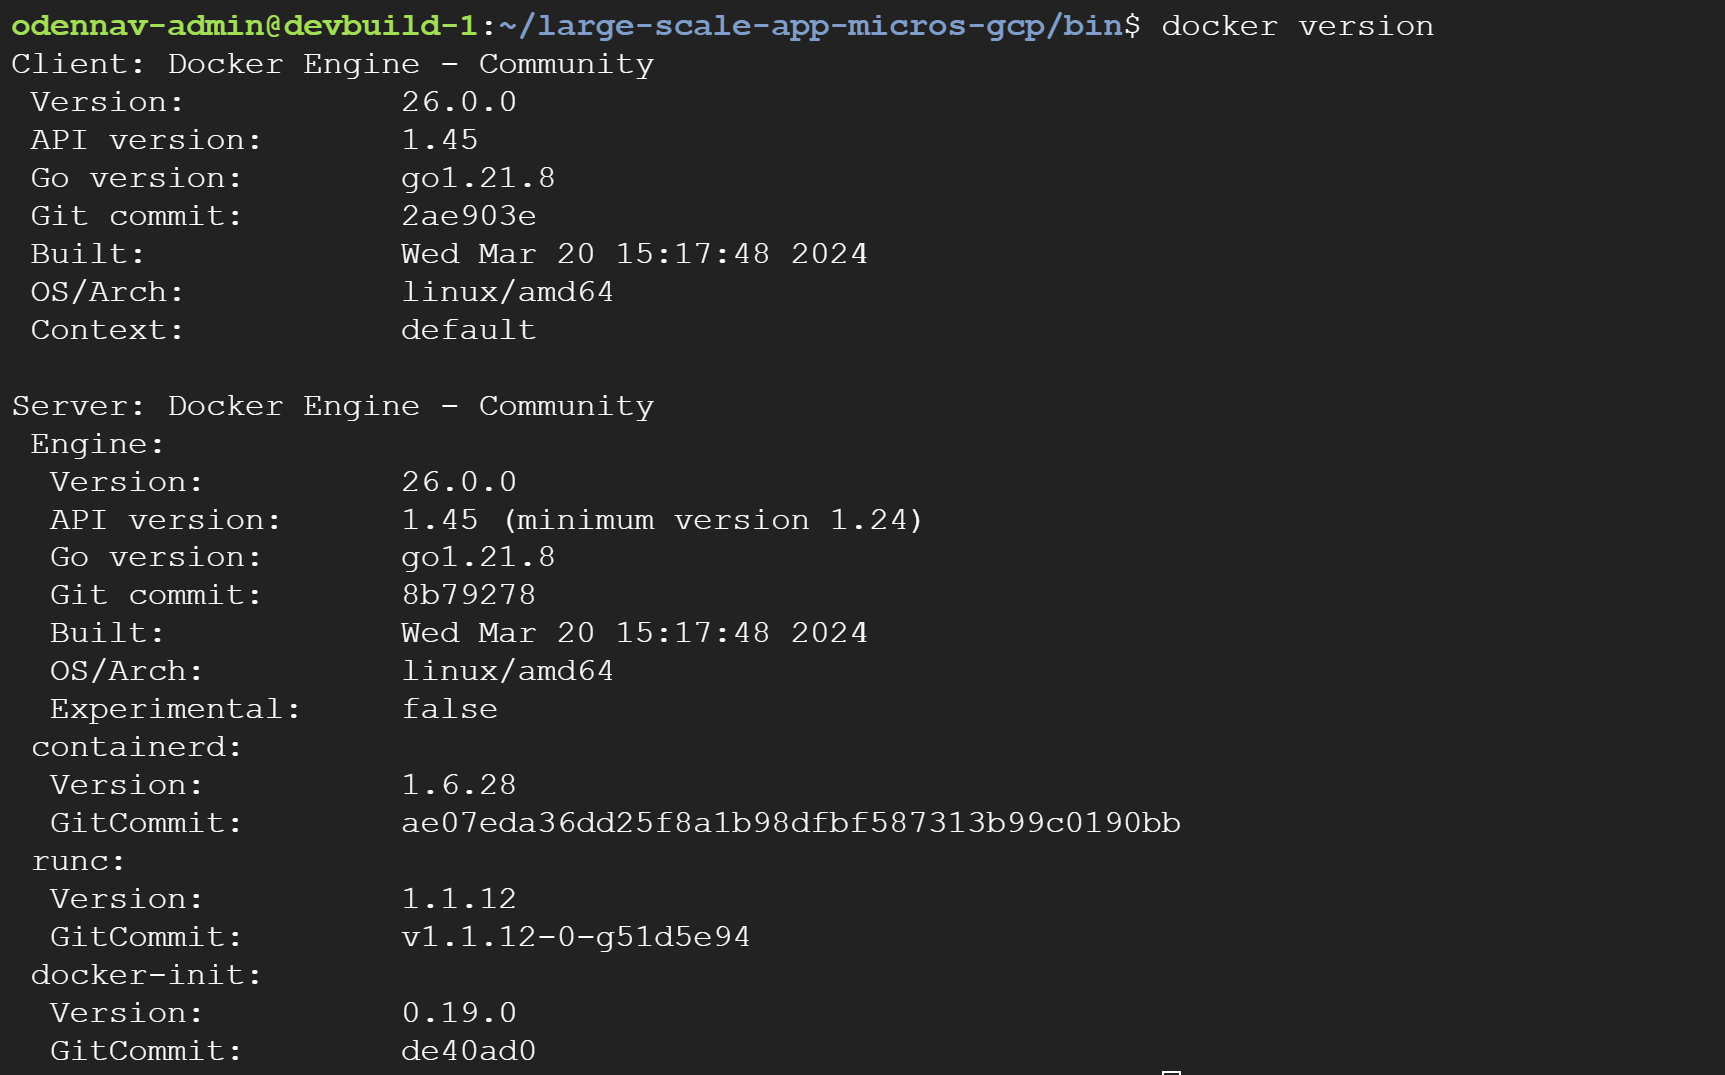 odennav-admin@devbuild-1:~/large-scale-app-micros-gcp/bin$ docker version
Client: Docker Engine - Community
 Version:           26.0.0
 API version:       1.45
 Go version:        go1.21.8
 Git commit:        2ae903e
 Built:             Wed Mar 20 15:17:48 2024
 OS/Arch:           linux/amd64
 Context:           default

Server: Docker Engine - Community
 Engine:
  Version:          26.0.0
  API version:      1.45 (minimum version 1.24)
  Go version:       go1.21.8
  Git commit:       8b79278
  Built:            Wed Mar 20 15:17:48 2024
  OS/Arch:          linux/amd64
  Experimental:     false
 containerd:
  Version:          1.6.28
  GitCommit:        ae07eda36dd25f8a1b98dfbf587313b99c0190bb
 runc:
  Version:          1.1.12
  GitCommit:        v1.1.12-0-g51d5e94
 docker-init:
  Version:          0.19.0
  GitCommit:        de40ad0